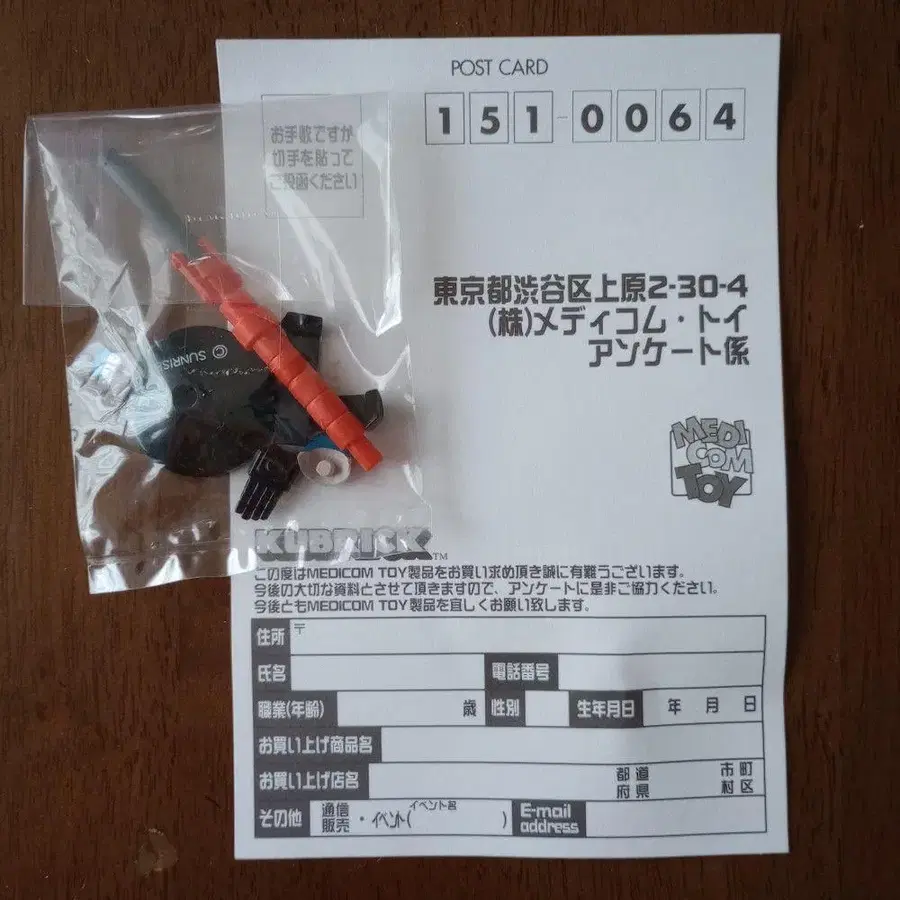 POST CARD
お手数ですが
切手を貼って
ご投函ください
151-0064
東京都渋谷区上原2-30-4
(株)メディコム・トイ
アンケート係
MEDI
COM
TOY
© SUNRIS
KUBRICK™
この度はMEDICOM TOY製品をお買い求め頂き誠に有難うございます。
今後の大切な資料とさせて頂きますので、アンケートに是非ご協力ください。
今後ともMEDICOM TOY製品を宜しくお願い致します。
住所 〒
氏名 電話番号
職業(年齢) 歳 性別 生年月日 年 月 日
お買い上げ商品名
お買い上げ店名 都道府県 市町村区
その他 通信販売・イベント(イベント名 ) E-mail address